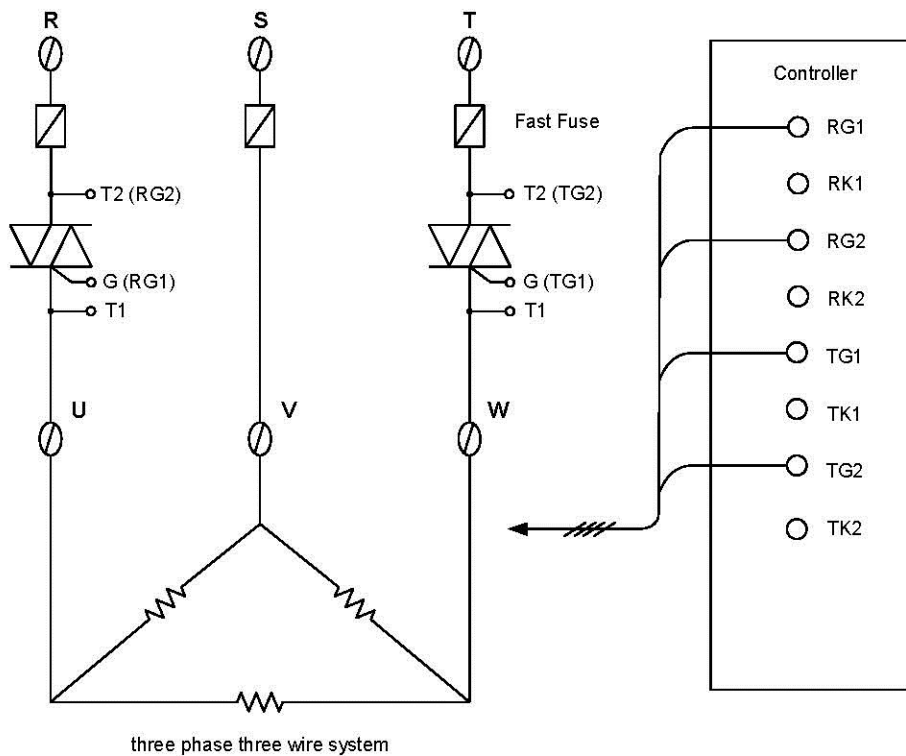 R
S
T
Controller
Fast Fuse
RG1
T2 (RG2)
T2 (TG2)
RK1
RG2
G (RG1)
G (TG1)
T1
T1
RK2
TG1
U
V
W
TK1
TG2
TK2
three phase three wire system